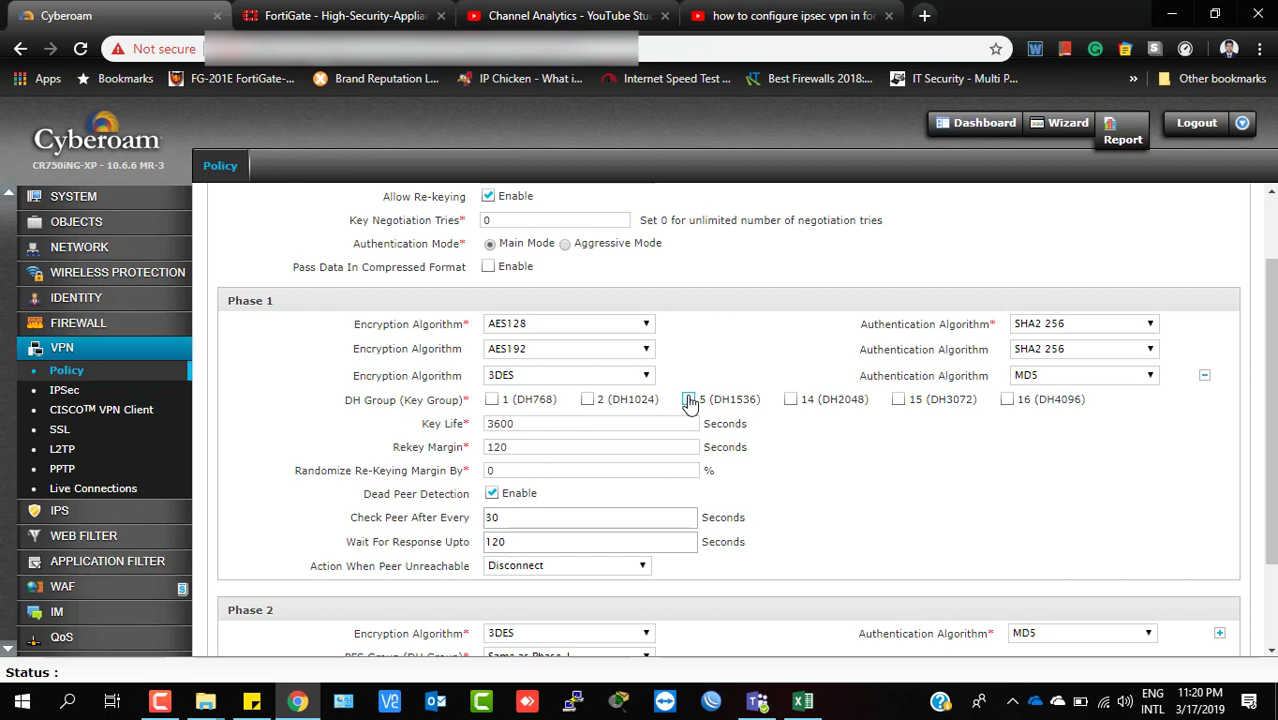 Cyberoam
FortiGate - High-Security-Applia
Channel Analytics - YouTube Stu
how to configure ipsec vpn in for
Not secure
Apps
Bookmarks
FG-201E FortiGate-...
Brand Reputation L...
IP Chicken - What i...
Internet Speed Test ...
Best Firewalls 2018:...
IT Security - Multi P...
»
Other bookmarks
Cyberoam
CR750iNG-XP - 10.6.6 MR-3
Dashboard
Wizard
Report
Logout
Policy
SYSTEM
OBJECTS
NETWORK
WIRELESS PROTECTION
IDENTITY
FIREWALL
VPN
Policy
IPSec
CISCO™ VPN Client
SSL
L2TP
PPTP
Live Connections
IPS
WEB FILTER
APPLICATION FILTER
WAF
IM
QoS
Allow Re-keying Enable
Key Negotiation Tries* 0 Set 0 for unlimited number of negotiation tries
Authentication Mode* Main Mode Aggressive Mode
Pass Data In Compressed Format Enable
Phase 1
Encryption Algorithm* AES128 Authentication Algorithm* SHA2 256
Encryption Algorithm AES192 Authentication Algorithm SHA2 256
Encryption Algorithm 3DES Authentication Algorithm MD5
DH Group (Key Group)* 1 (DH768) 2 (DH1024) 5 (DH1536) 14 (DH2048) 15 (DH3072) 16 (DH4096)
Key Life* 3600 Seconds
Rekey Margin* 120 Seconds
Randomize Re-Keying Margin By* 0 %
Dead Peer Detection Enable
Check Peer After Every 30 Seconds
Wait For Response Upto 120 Seconds
Action When Peer Unreachable Disconnect
Phase 2
Encryption Algorithm* 3DES Authentication Algorithm* MD5
PFS Group (DH Group)* Same as Phase-I
Status :
ENG
INTL
11:20 PM
3/17/2019